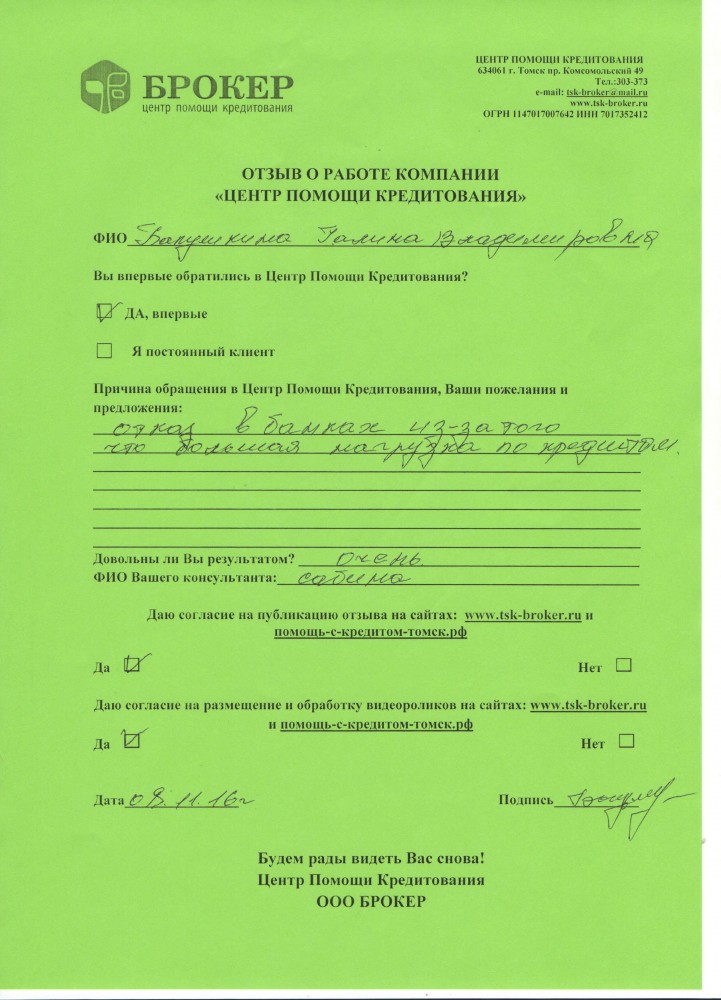 БРОКЕР
центр помощи кредитования
ЦЕНТР ПОМОЩИ КРЕДИТОВАНИЯ
634061 г. Томск пр. Комсомольский 49
Тел.:303-373
e-mail: tsk-broker@mail.ru
www.tsk-broker.ru
ОГРН 1147017007642 ИНН 7017352412
ОТЗЫВ О РАБОТЕ КОМПАНИИ
«ЦЕНТР ПОМОЩИ КРЕДИТОВАНИЯ»
ФИО Галина Владимировна
Вы впервые обратились в Центр Помощи Кредитования?
ДА, впервые
Я постоянный клиент
Причина обращения в Центр Помощи Кредитования, Ваши пожелания и
предложения:
отказ в банках из-за того
что большая нагрузка по кредитам.
Довольны ли Вы результатом? очень
ФИО Вашего консультанта: сабина
Даю согласие на публикацию отзыва на сайтах: www.tsk-broker.ru и
помощь-с-кредитом-томск.рф
Да Нет
Даю согласие на размещение и обработку видеороликов на сайтах: www.tsk-broker.ru
и помощь-с-кредитом-томск.рф
Да Нет
Дата 08.11.16г Подпись
Будем рады видеть Вас снова!
Центр Помощи Кредитования
ООО БРОКЕР